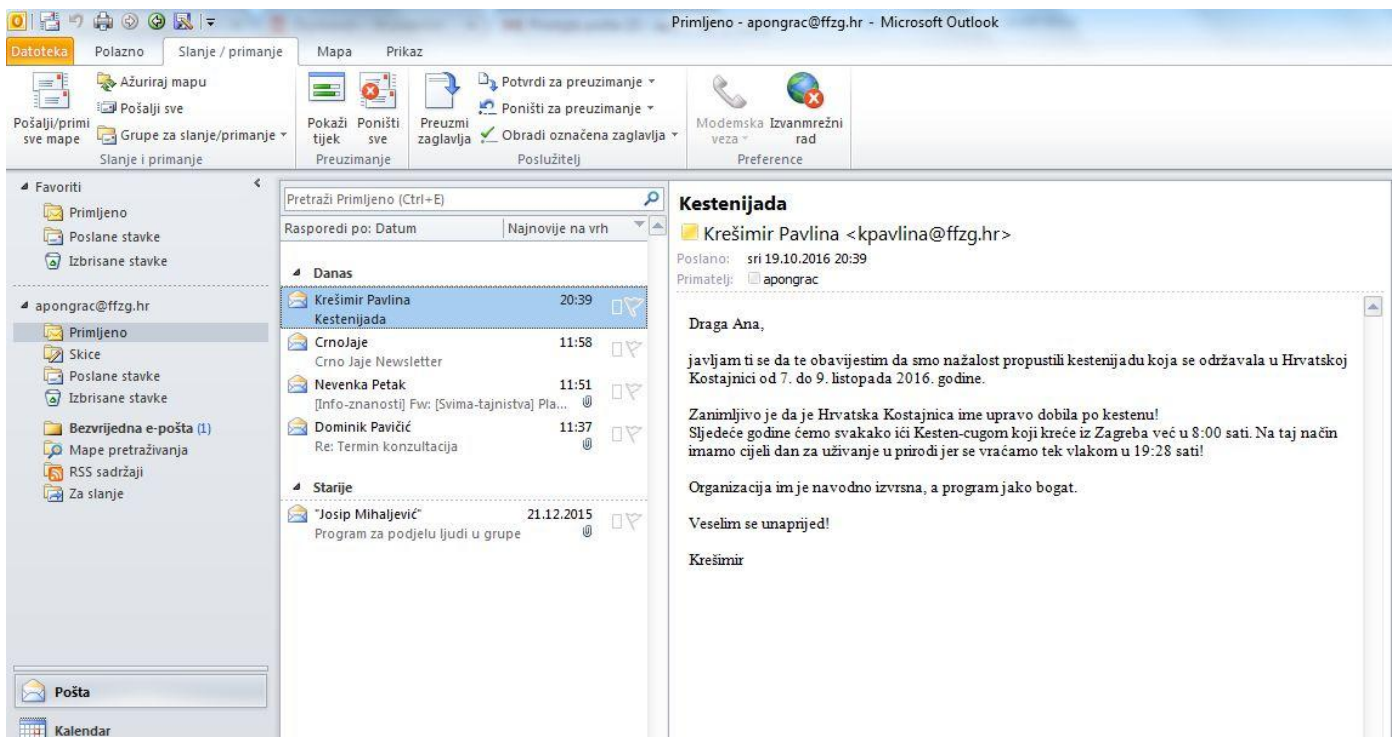 Primljeno - apongrac@ffzg.hr - Microsoft Outlook
Datoteka Polazno Slanje / primanje Mapa Prikaz
Pošalji/primi sve mape
Ažuriraj mapu
Pošalji sve
Grupe za slanje/primanje
Slanje i primanje
Pokaži tijek
Poništi sve
Preuzimanje
Preuzmi zaglavlja
Potvrdi za preuzimanje
Poništi za preuzimanje
Obradi označena zaglavlja
Poslužitelj
Modemska veza
Izvanmrežni rad
Preference
Favoriti
Primljeno
Poslane stavke
Izbrisane stavke
apongrac@ffzg.hr
Primljeno
Skice
Poslane stavke
Izbrisane stavke
Bezvrijedna e-pošta (1)
Mape pretraživanja
RSS sadržaji
Za slanje
Pošta
Kalendar
Pretraži Primljeno (Ctrl+E)
Rasporedi po: Datum Najnovije na vrh
Danas
Krešimir Pavlina 20:39
Kestenijada
CrnoJaje 11:58
Crno Jaje Newsletter
Nevenka Petak 11:51
[Info-znanosti] Fw: [Svima-tajnistva] Pla...
Dominik Pavičić 11:37
Re: Termin konzultacija
Starije
"Josip Mihaljević" 21.12.2015
Program za podjelu ljudi u grupe
Kestenijada
Krešimir Pavlina <kpavlina@ffzg.hr>
Poslano: sri 19.10.2016 20:39
Primatelj: apongrac
Draga Ana,
javljam ti se da te obavijestim da smo nažalost propustili kestenijadu koja se održavala u Hrvatskoj
Kostajnici od 7. do 9. listopada 2016. godine.
Zanimljivo je da je Hrvatska Kostajnica ime upravo dobila po kestenu!
Sljedeće godine ćemo svakako ići Kesten-cugom koji kreće iz Zagreba već u 8:00 sati. Na taj način
imamo cijeli dan za uživanje u prirodi jer se vraćamo tek vlakom u 19:28 sati!
Organizacija im je navodno izvrsna, a program jako bogat.
Veselim se unaprijed!
Krešimir